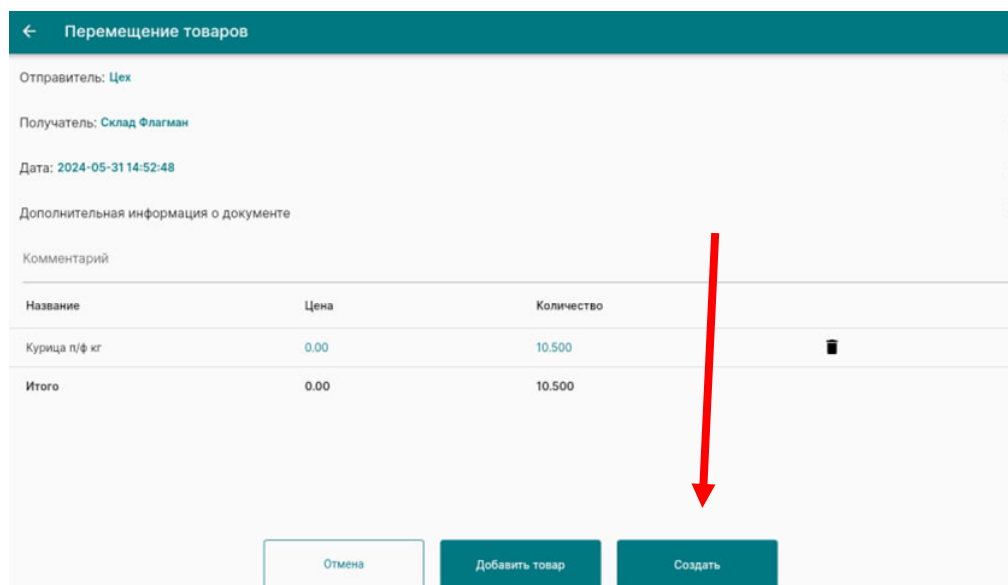 Перемещение товаров
Отправитель: Цех
Получатель: Склад Флагман
Дата: 2024-05-31 14:52:48
Дополнительная информация о документе
Комментарий
Название Цена Количество
Курица п/ф кг 0.00 10.500
Итого 0.00 10.500
Отмена Добавить товар Создать